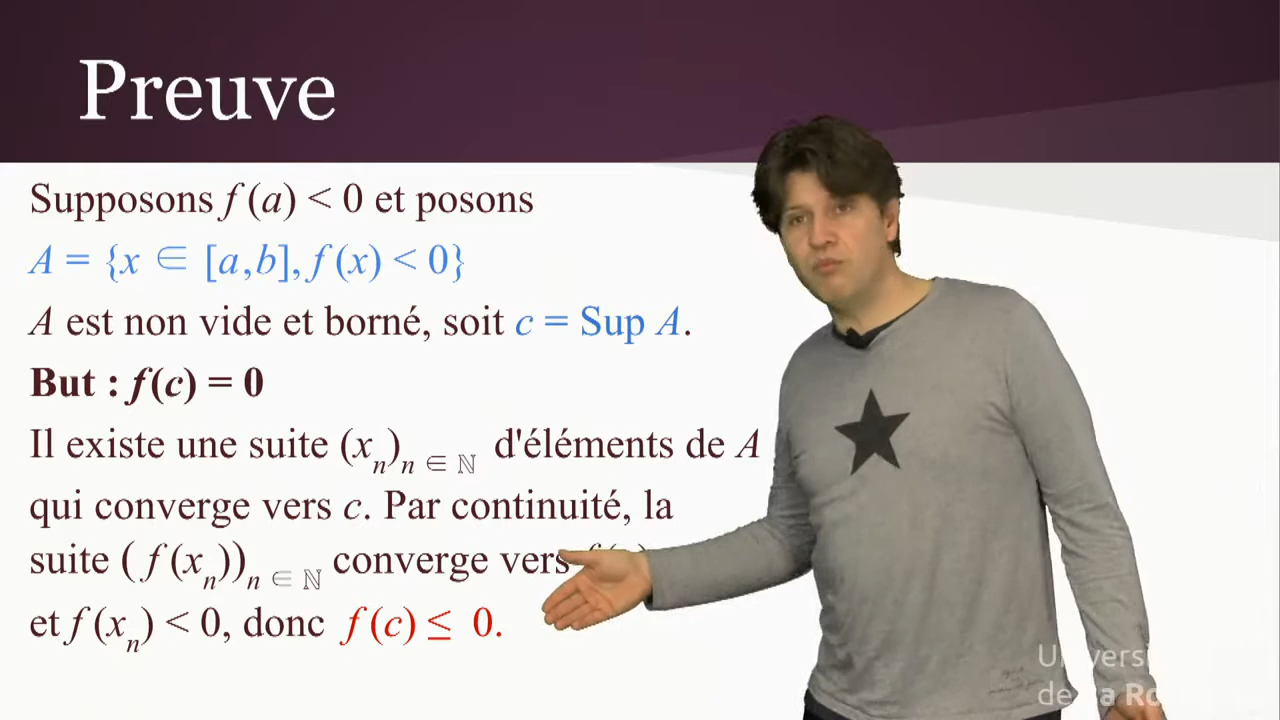 Preuve
Supposons f (a) < 0 et posons
A = {x ∈ [a,b], f (x) < 0}
A est non vide et borné, soit c = Sup A.
But : f(c) = 0
Il existe une suite (xₙ)ₙ ∈ ℕ d'éléments de A
qui converge vers c. Par continuité, la
suite ( f (xₙ))ₙ ∈ ℕ converge vers
et f (xₙ) < 0, donc f (c) ≤ 0.
de